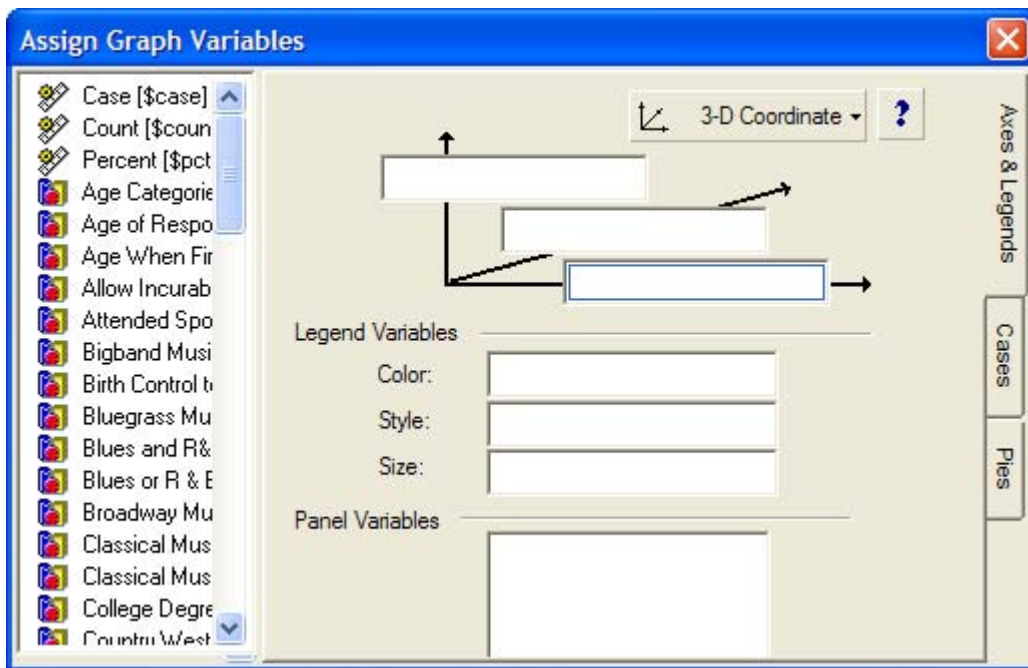 Assign Graph Variables
Case [$case]
Count [$coun
Percent [$pct
Age Categorie
Age of Respo
Age When Fir
Allow Incurab
Attended Spo
Bigband Musi
Birth Control t
Bluegrass Mu
Blues and R&
Blues or R & B
Broadway Mu
Classical Mus
Classical Mus
College Degre
Country West
3-D Coordinate
?
Legend Variables
Color:
Style:
Size:
Panel Variables
Axes & Legends
Cases
Pies